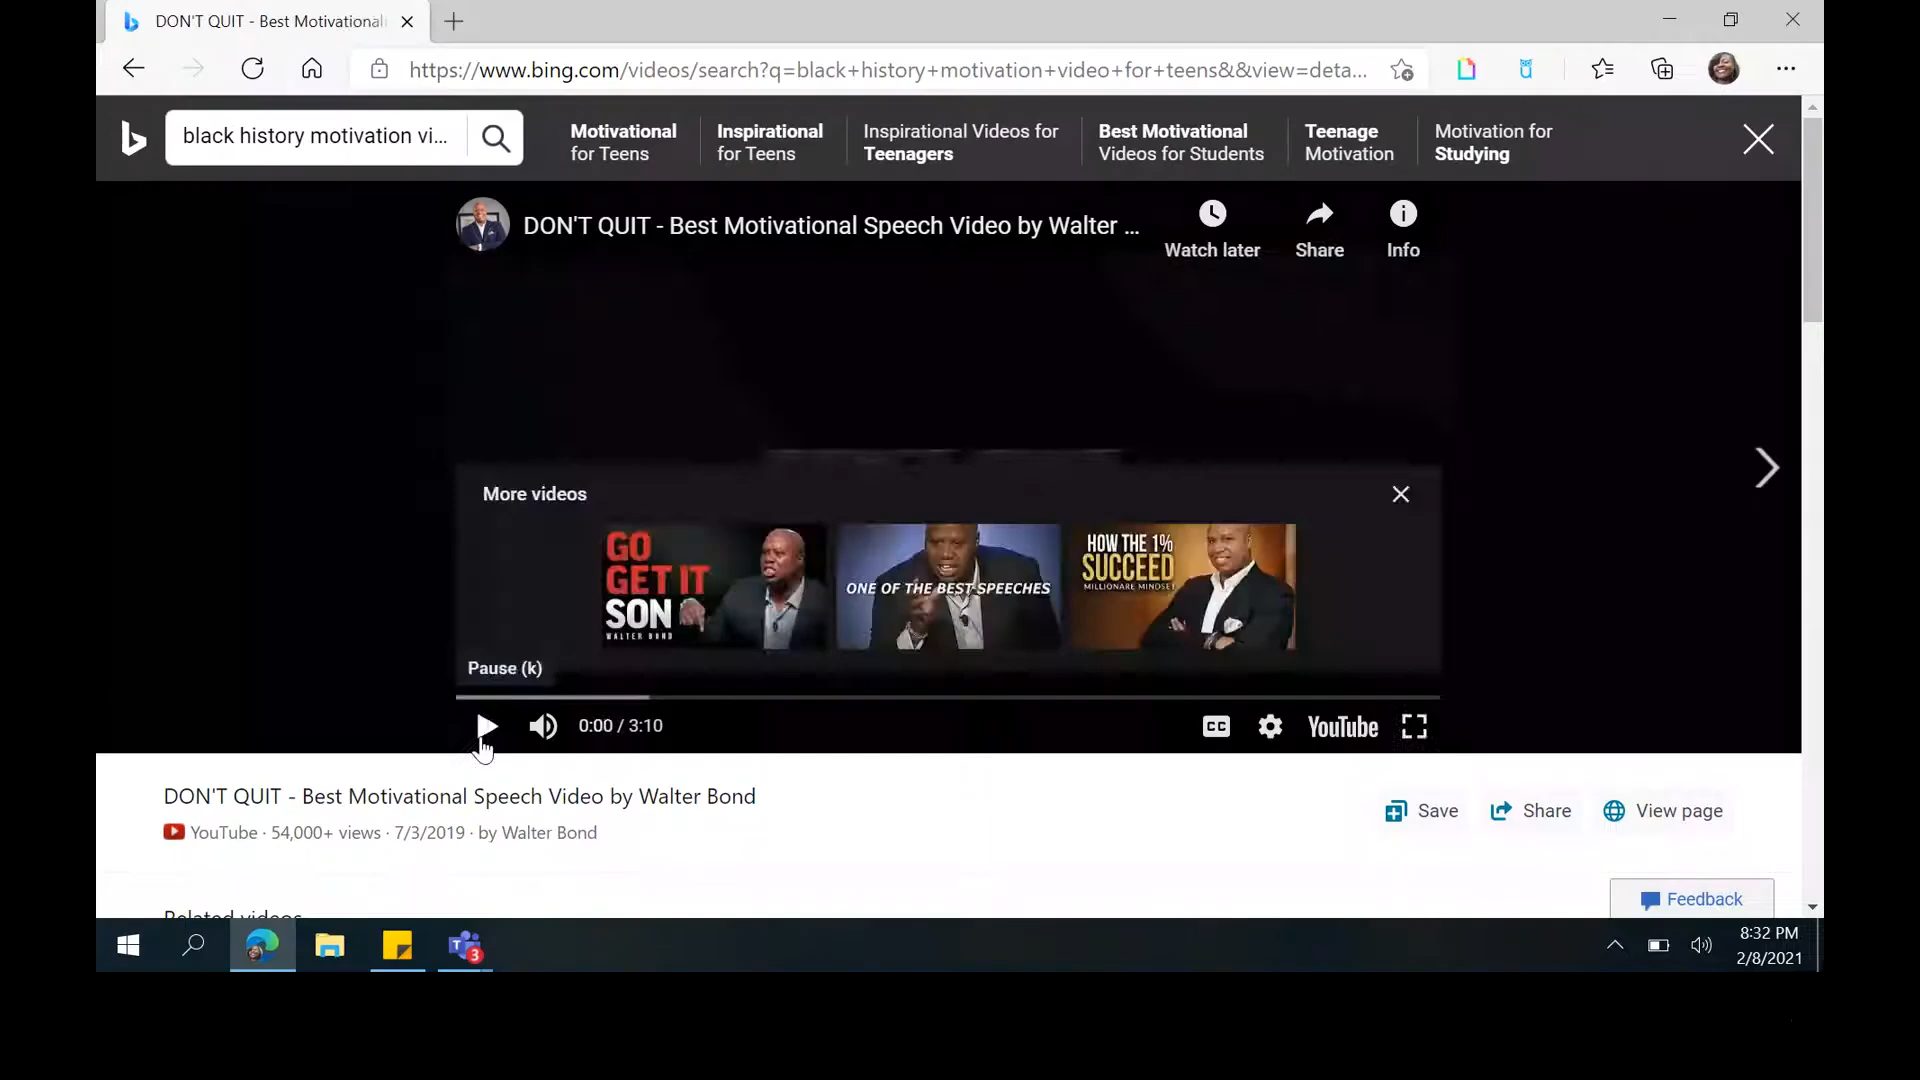 DON'T QUIT - Best Motivational
https://www.bing.com/videos/search?q=black+history+motivation+video+for+teens&&view=deta...
black history motivation vi...
Motivational
for Teens
Inspirational
for Teens
Inspirational Videos for
Teenagers
Best Motivational
Videos for Students
Teenage
Motivation
Motivation for
Studying
DON'T QUIT - Best Motivational Speech Video by Walter ...
Watch later
Share
Info
More videos
GO
GET IT
SON
WALTER BOND
ONE OF THE BEST SPEECHES
HOW THE 1%
SUCCEED
MILLIONARE MINDSET
Pause (k)
0:00 / 3:10
CC
YouTube
DON'T QUIT - Best Motivational Speech Video by Walter Bond
YouTube · 54,000+ views · 7/3/2019 · by Walter Bond
Save
Share
View page
Related videos
Feedback
T
3
8:32 PM
2/8/2021